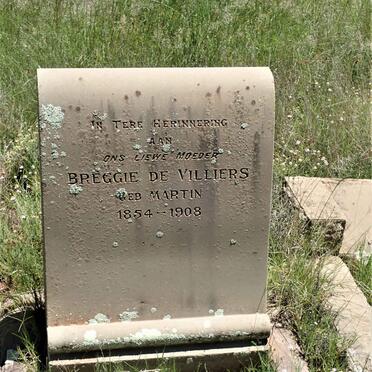 In Tere Herinnering
aan
ons liewe moeder
Breggie de Villiers
geb Martin
1854 - 1908